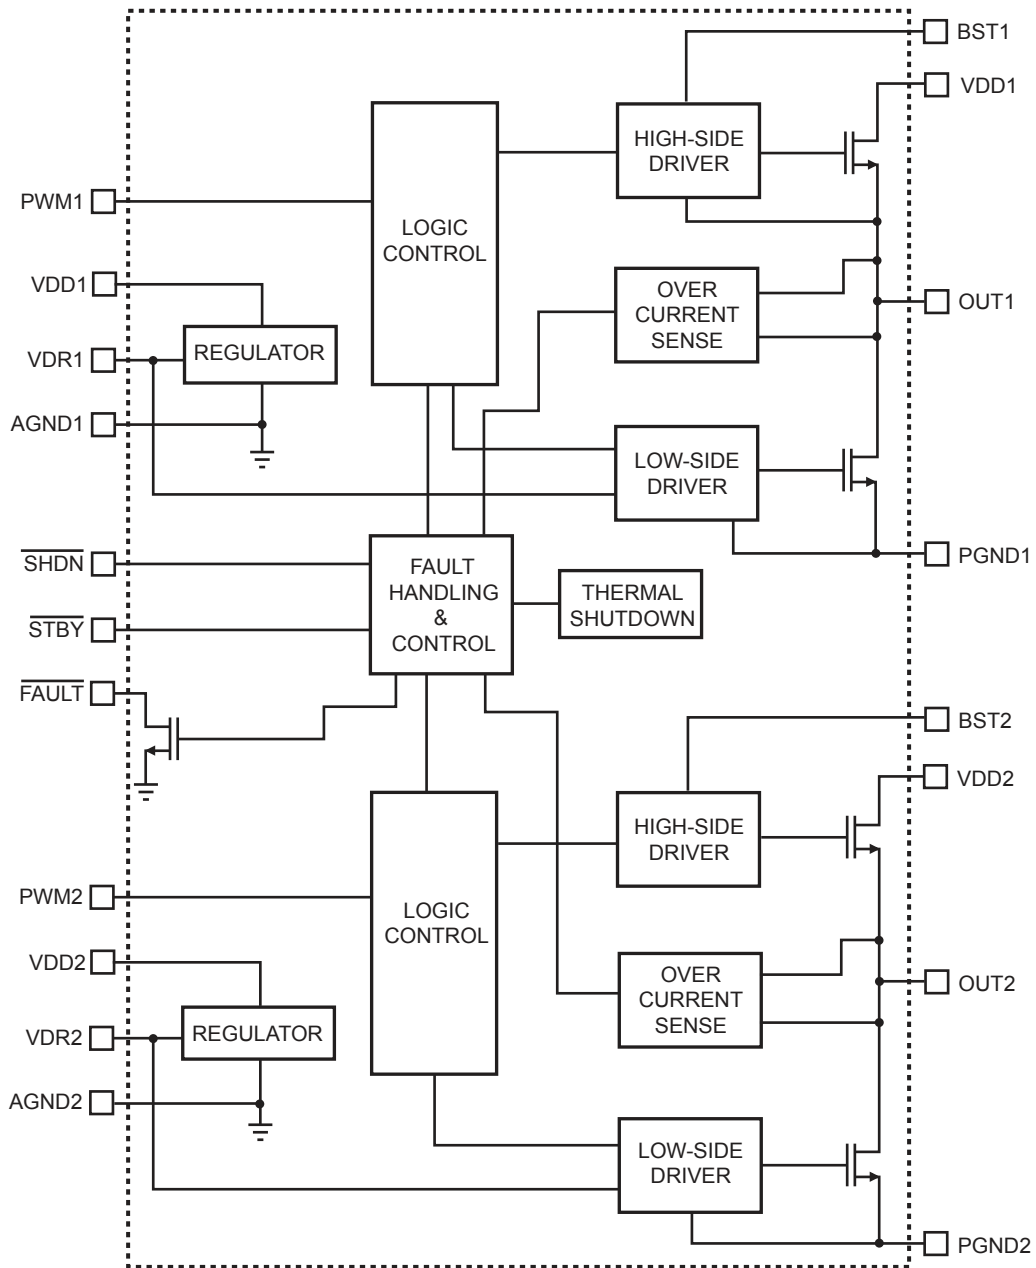 BST1
VDD1
HIGH-SIDE
DRIVER
PWM1
LOGIC
CONTROL
VDD1
OVER
CURRENT
SENSE
OUT1
REGULATOR
VDR1
AGND1
LOW-SIDE
DRIVER
SHDN
FAULT
HANDLING
&
CONTROL
PGND1
THERMAL
SHUTDOWN
STBY
FAULT
BST2
VDD2
HIGH-SIDE
DRIVER
PWM2
LOGIC
CONTROL
VDD2
OVER
CURRENT
SENSE
OUT2
REGULATOR
VDR2
AGND2
LOW-SIDE
DRIVER
PGND2